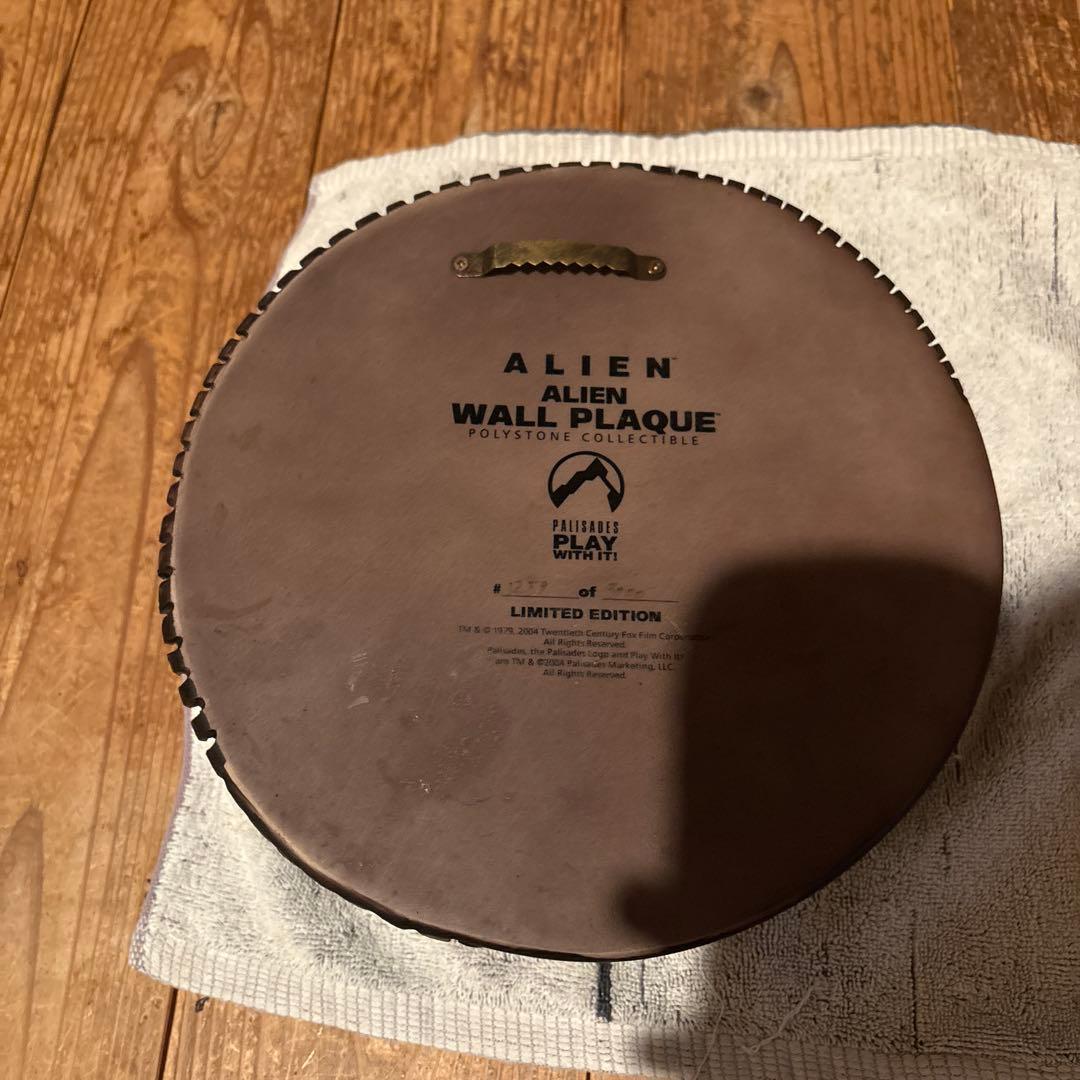 ALIEN™
ALIEN
WALL PLAQUE™
POLYSTONE COLLECTIBLE
PALISADES
PLAY
WITH IT!
# of
LIMITED EDITION
TM & © 1979, 2004 Twentieth Century Fox Film Corporation
All Rights Reserved.
Palisades, the Palisades Logo and Play With It!
are TM & ©2004 Palisades Marketing, LLC.
All Rights Reserved.